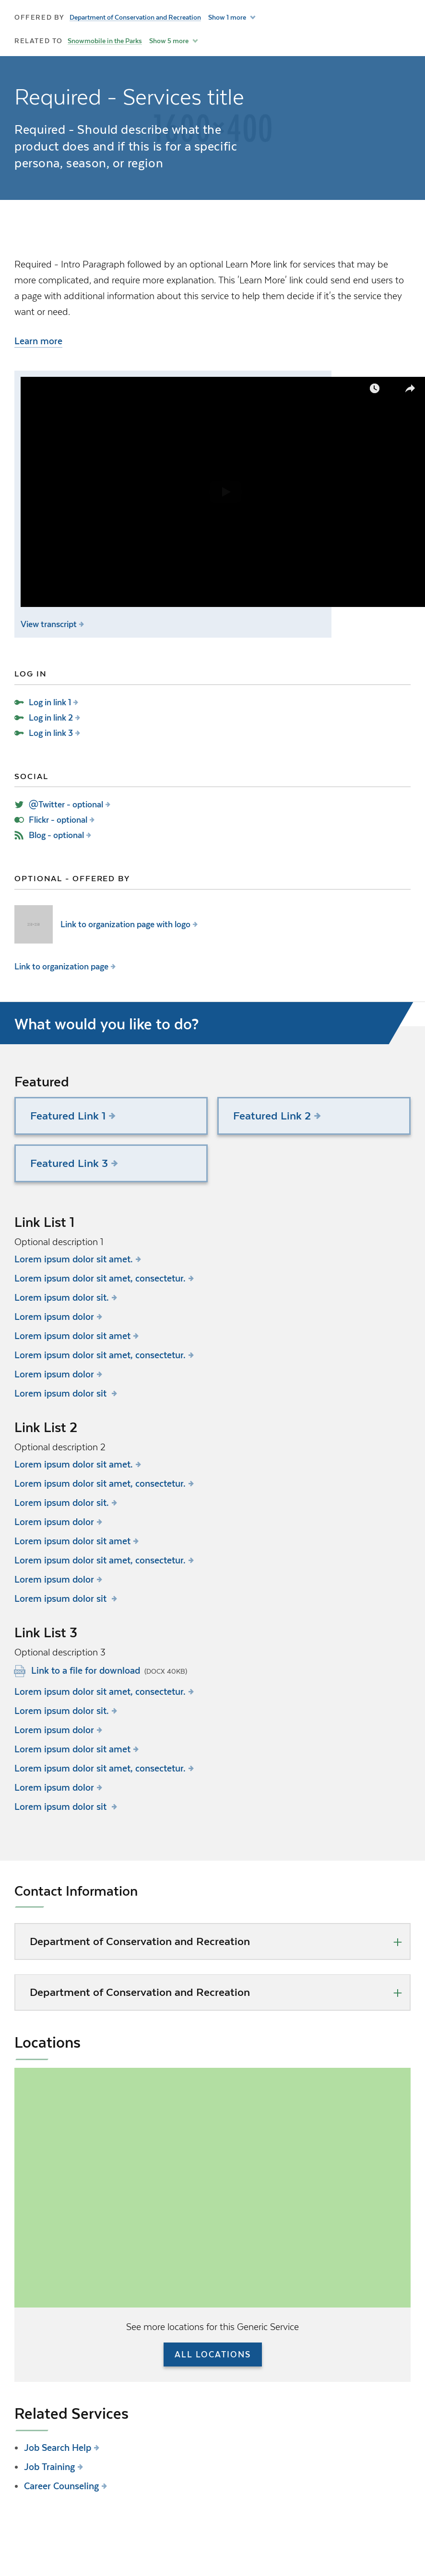 OFFERED BY Department of Conservation and Recreation Show 1 more
RELATED TO Snowmobile in the Parks Show 5 more
Required - Services title
1600×400
Required - Should describe what the
product does and if this is for a specific
persona, season, or region
Required - Intro Paragraph followed by an optional Learn More link for services that may be
more complicated, and require more explanation. This 'Learn More' link could send end users to
a page with additional information about this service to help them decide if it's the service they
want or need.
Learn more
View transcript
LOG IN
Log in link 1
Log in link 2
Log in link 3
SOCIAL
@Twitter - optional
Flickr - optional
Blog - optional
OPTIONAL - OFFERED BY
Link to organization page with logo
Link to organization page
What would you like to do?
Featured
Featured Link 1 Featured Link 2
Featured Link 3
Link List 1
Optional description 1
Lorem ipsum dolor sit amet.
Lorem ipsum dolor sit amet, consectetur.
Lorem ipsum dolor sit.
Lorem ipsum dolor
Lorem ipsum dolor sit amet
Lorem ipsum dolor sit amet, consectetur.
Lorem ipsum dolor
Lorem ipsum dolor sit
Link List 2
Optional description 2
Lorem ipsum dolor sit amet.
Lorem ipsum dolor sit amet, consectetur.
Lorem ipsum dolor sit.
Lorem ipsum dolor
Lorem ipsum dolor sit amet
Lorem ipsum dolor sit amet, consectetur.
Lorem ipsum dolor
Lorem ipsum dolor sit
Link List 3
Optional description 3
Link to a file for download (DOCX 40KB)
Lorem ipsum dolor sit amet, consectetur.
Lorem ipsum dolor sit.
Lorem ipsum dolor
Lorem ipsum dolor sit amet
Lorem ipsum dolor sit amet, consectetur.
Lorem ipsum dolor
Lorem ipsum dolor sit
Contact Information
Department of Conservation and Recreation
Department of Conservation and Recreation
Locations
See more locations for this Generic Service
ALL LOCATIONS
Related Services
Job Search Help
Job Training
Career Counseling